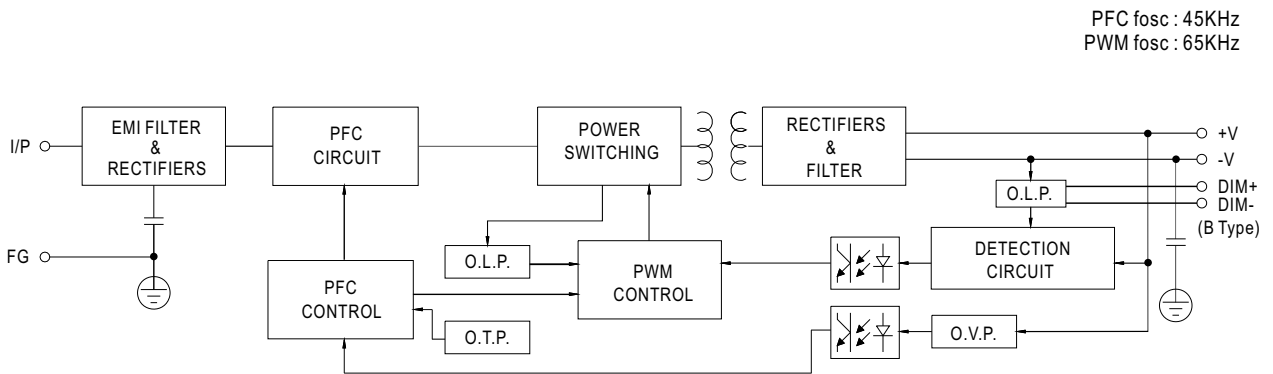 PFC fosc : 45KHz
PWM fosc : 65KHz
I/P
EMI FILTER
&
RECTIFIERS
PFC
CIRCUIT
POWER
SWITCHING
RECTIFIERS
&
FILTER
+V
-V
O.L.P.
DIM+
DIM-
(B Type)
FG
PFC
CONTROL
O.L.P.
O.T.P.
PWM
CONTROL
DETECTION
CIRCUIT
O.V.P.